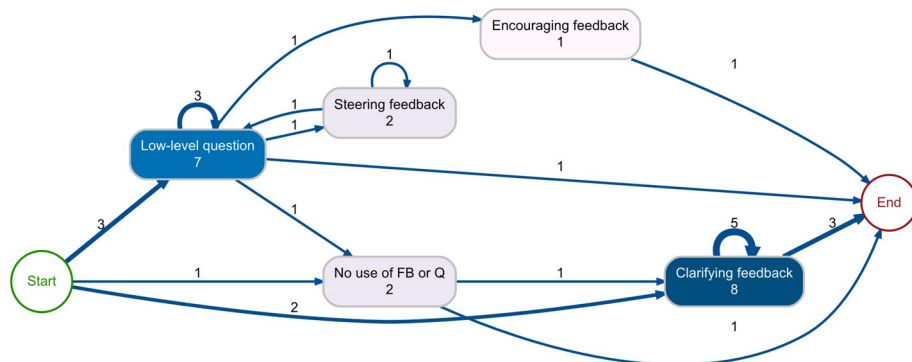 Encouraging feedback
1
1
1
1
3
Steering feedback
2
1
1
Low-level question
7
1
End
3
1
5
3
Start
1
No use of FB or Q
2
1
Clarifying feedback
8
2
1